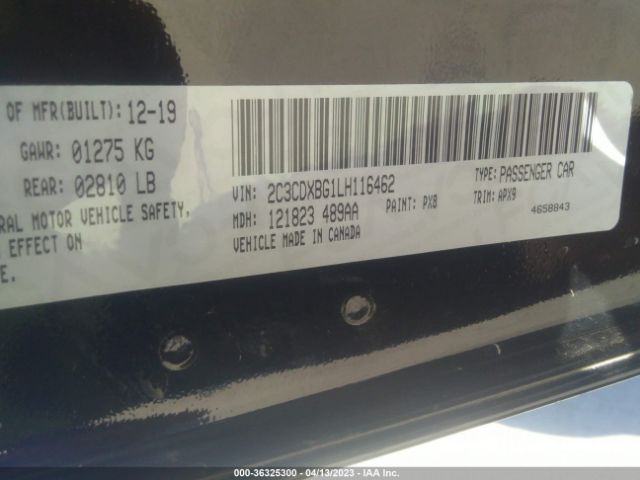 OF MFR(BUILT): 12-19
GAWR: 01275 KG
REAR: 02810 LB
MOTOR VEHICLE SAFETY,
EFFECT ON
VIN: 2C3CDXBG1LH116462
TYPE: PASSENGER CAR
MDH: 121823 489AA
PAINT: PX8
TRIM: APX9
VEHICLE MADE IN CANADA
4658843
000-36325300 - 04/13/2023 - IAA Inc.